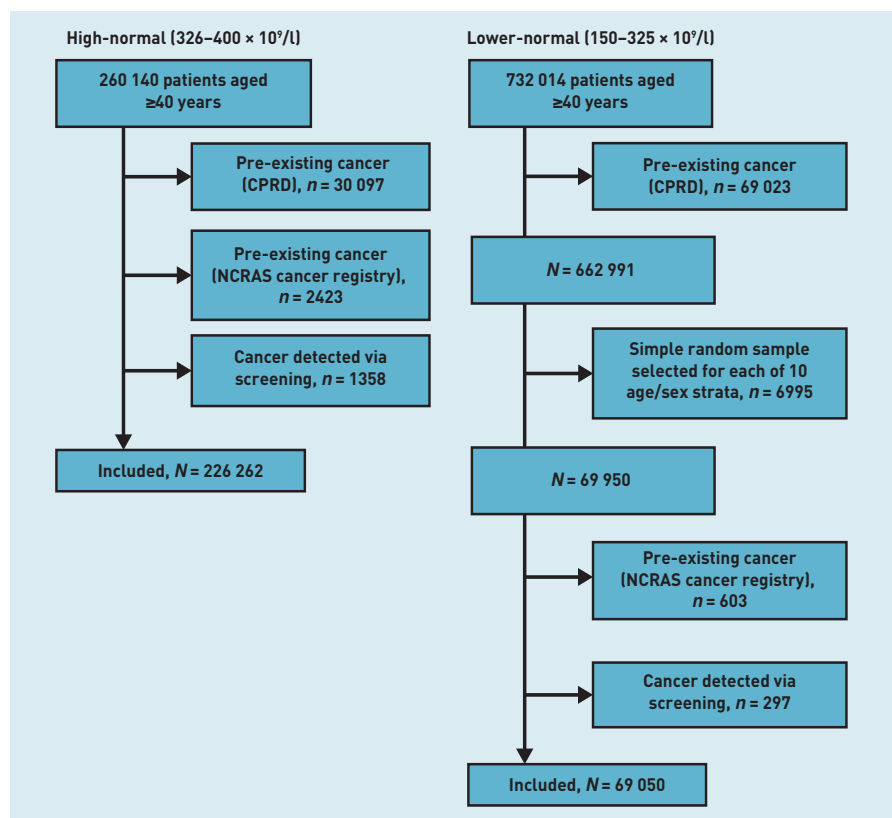 High-normal (326–400 × 10⁹/l)
260 140 patients aged
≥40 years
Pre-existing cancer
(CPRD), n = 30 097
Pre-existing cancer
(NCRAS cancer registry),
n = 2423
Cancer detected via
screening, n = 1358
Included, N = 226 262
Lower-normal (150–325 × 10⁹/l)
732 014 patients aged
≥40 years
Pre-existing cancer
(CPRD), n = 69 023
N = 662 991
Simple random sample
selected for each of 10
age/sex strata, n = 6995
N = 69 950
Pre-existing cancer
(NCRAS cancer registry),
n = 603
Cancer detected via
screening, n = 297
Included, N = 69 050